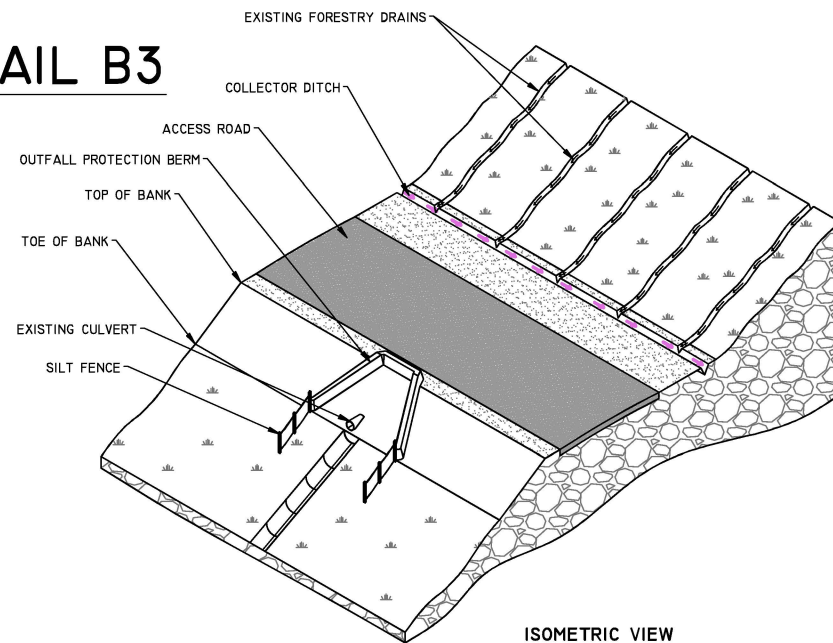 EXISTING FORESTRY DRAINS
AIL B3
COLLECTOR DITCH
ACCESS ROAD
OUTFALL PROTECTION BERM
TOP OF BANK
TOE OF BANK
EXISTING CULVERT
SILT FENCE
ISOMETRIC VIEW